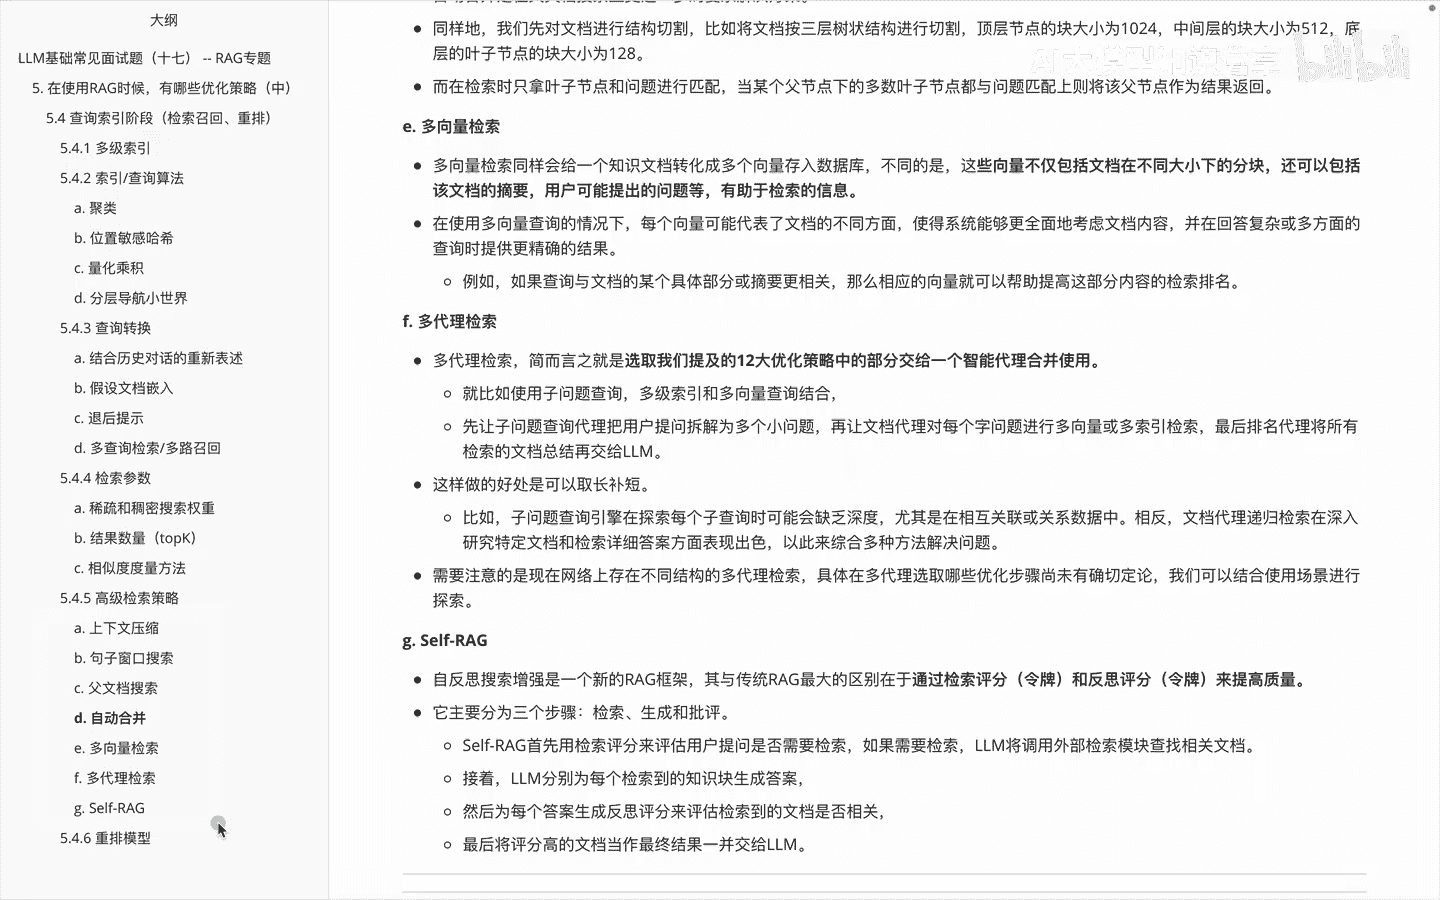 大纲
LLM基础常见面试题（十七） -- RAG专题
5. 在使用RAG时候，有哪些优化策略（中）
5.4 查询索引阶段（检索召回、重排）
5.4.1 多级索引
5.4.2 索引/查询算法
a. 聚类
b. 位置敏感哈希
c. 量化乘积
d. 分层导航小世界
5.4.3 查询转换
a. 结合历史对话的重新表述
b. 假设文档嵌入
c. 退后提示
d. 多查询检索/多路召回
5.4.4 检索参数
a. 稀疏和稠密搜索权重
b. 结果数量（topK）
c. 相似度度量方法
5.4.5 高级检索策略
a. 上下文压缩
b. 句子窗口搜索
c. 父文档搜索
d. 自动合并
e. 多向量检索
f. 多代理检索
g. Self-RAG
5.4.6 重排模型
同样地，我们先对文档进行结构切割，比如将文档按三层树状结构进行切割，顶层节点的块大小为1024，中间层的块大小为512，底
层的叶子节点的块大小为128。
而在检索时只拿叶子节点和问题进行匹配，当某个父节点下的多数叶子节点都与问题匹配上则将该父节点作为结果返回。
e. 多向量检索
多向量检索同样会给一个知识文档转化成多个向量存入数据库，不同的是，这些向量不仅包括文档在不同大小下的分块，还可以包括
该文档的摘要，用户可能提出的问题等，有助于检索的信息。
在使用多向量查询的情况下，每个向量可能代表了文档的不同方面，使得系统能够更全面地考虑文档内容，并在回答复杂或多方面的
查询时提供更精确的结果。
例如，如果查询与文档的某个具体部分或摘要更相关，那么相应的向量就可以帮助提高这部分内容的检索排名。
f. 多代理检索
多代理检索，简而言之就是选取我们提及的12大优化策略中的部分交给一个智能代理合并使用。
就比如使用子问题查询，多级索引和多向量查询结合，
先让子问题查询代理把用户提问拆解为多个小问题，再让文档代理对每个字问题进行多向量或多索引检索，最后排名代理将所有
检索的文档总结再交给LLM。
这样做的好处是可以取长补短。
比如，子问题查询引擎在探索每个子查询时可能会缺乏深度，尤其是在相互关联或关系数据中。相反，文档代理递归检索在深入
研究特定文档和检索详细答案方面表现出色，以此来综合多种方法解决问题。
需要注意的是现在网络上存在不同结构的多代理检索，具体在多代理选取哪些优化步骤尚未有确切定论，我们可以结合使用场景进行
探索。
g. Self-RAG
自反思搜索增强是一个新的RAG框架，其与传统RAG最大的区别在于通过检索评分（令牌）和反思评分（令牌）来提高质量。
它主要分为三个步骤：检索、生成和批评。
Self-RAG首先用检索评分来评估用户提问是否需要检索，如果需要检索，LLM将调用外部检索模块查找相关文档。
接着，LLM分别为每个检索到的知识块生成答案，
然后为每个答案生成反思评分来评估检索到的文档是否相关，
最后将评分高的文档当作最终结果一并交给LLM。